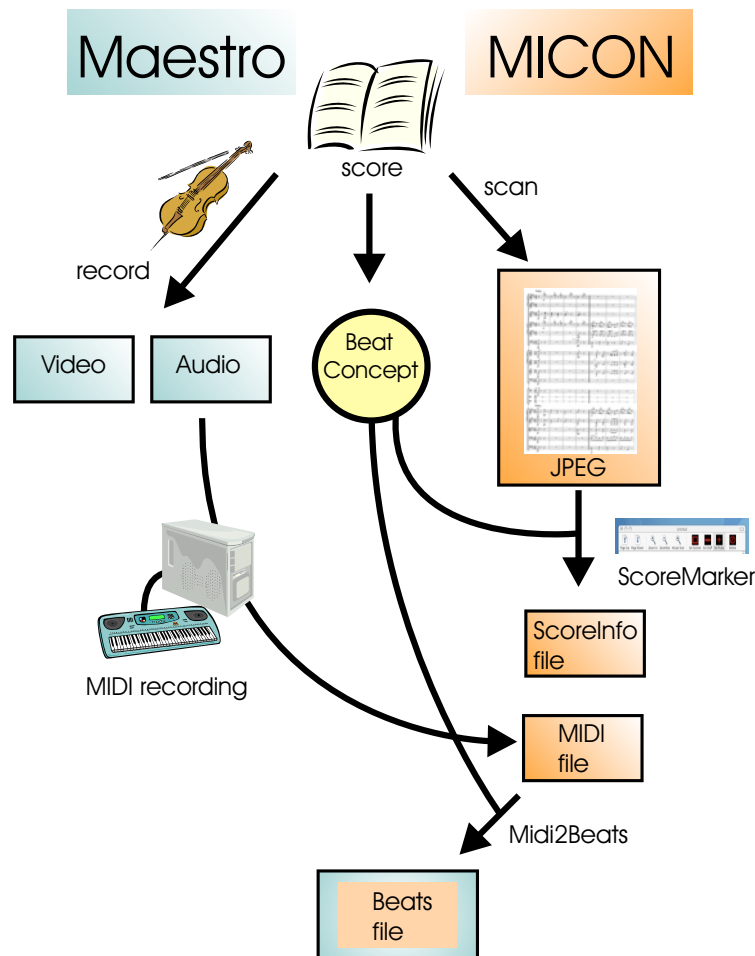 Maestro
MICON
score
scan
record
Video
Audio
Beat
Concept
JPEG
ScoreMarker
ScoreInfo
file
MIDI recording
MIDI
file
Midi2Beats
Beats
file